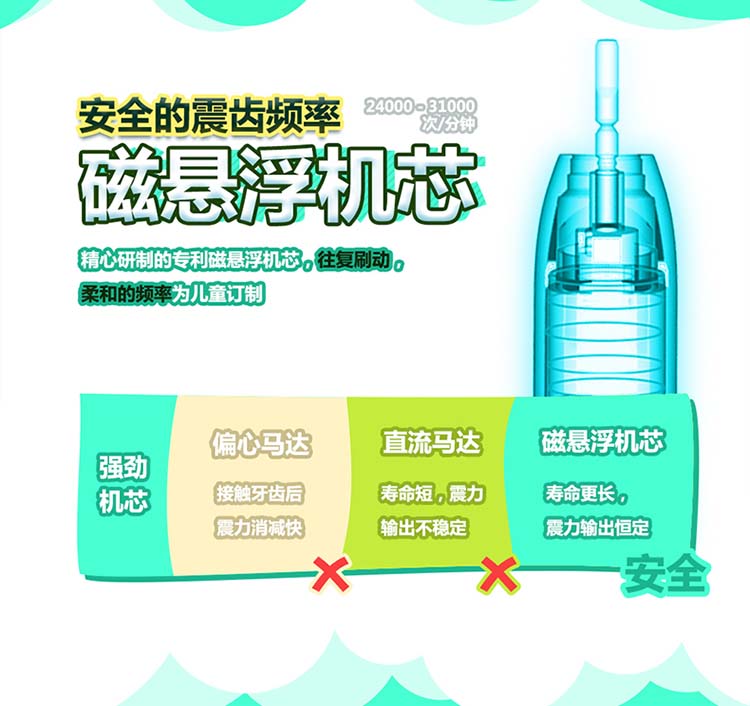 安全的震齿频率
24000 - 31000
次/分钟
磁悬浮机芯
精心研制的专利磁悬浮机芯，往复刷动，
柔和的频率为儿童订制
强劲
机芯
偏心马达
接触牙齿后
震力消减快
直流马达
寿命短，震力
输出不稳定
磁悬浮机芯
寿命更长，
震力输出恒定
安全